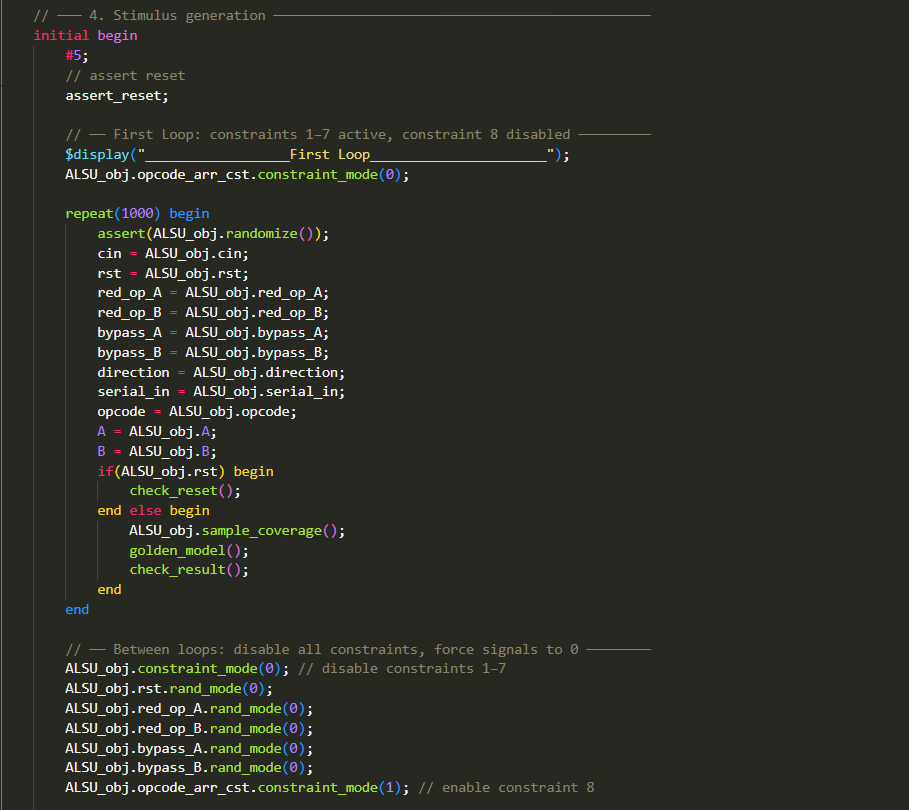 // —— 4. Stimulus generation ————————————————————————
initial begin
#5;
// assert reset
assert_reset;
// —— First Loop: constraints 1–7 active, constraint 8 disabled —————————
$display("__________________First Loop______________________");
ALSU_obj.opcode_arr_cst.constraint_mode(0);
repeat(1000) begin
assert(ALSU_obj.randomize());
cin = ALSU_obj.cin;
rst = ALSU_obj.rst;
red_op_A = ALSU_obj.red_op_A;
red_op_B = ALSU_obj.red_op_B;
bypass_A = ALSU_obj.bypass_A;
bypass_B = ALSU_obj.bypass_B;
direction = ALSU_obj.direction;
serial_in = ALSU_obj.serial_in;
opcode = ALSU_obj.opcode;
A = ALSU_obj.A;
B = ALSU_obj.B;
if(ALSU_obj.rst) begin
check_reset();
end else begin
ALSU_obj.sample_coverage();
golden_model();
check_result();
end
end
// —— Between loops: disable all constraints, force signals to 0 ————————
ALSU_obj.constraint_mode(0); // disable constraints 1–7
ALSU_obj.rst.rand_mode(0);
ALSU_obj.red_op_A.rand_mode(0);
ALSU_obj.red_op_B.rand_mode(0);
ALSU_obj.bypass_A.rand_mode(0);
ALSU_obj.bypass_B.rand_mode(0);
ALSU_obj.opcode_arr_cst.constraint_mode(1); // enable constraint 8